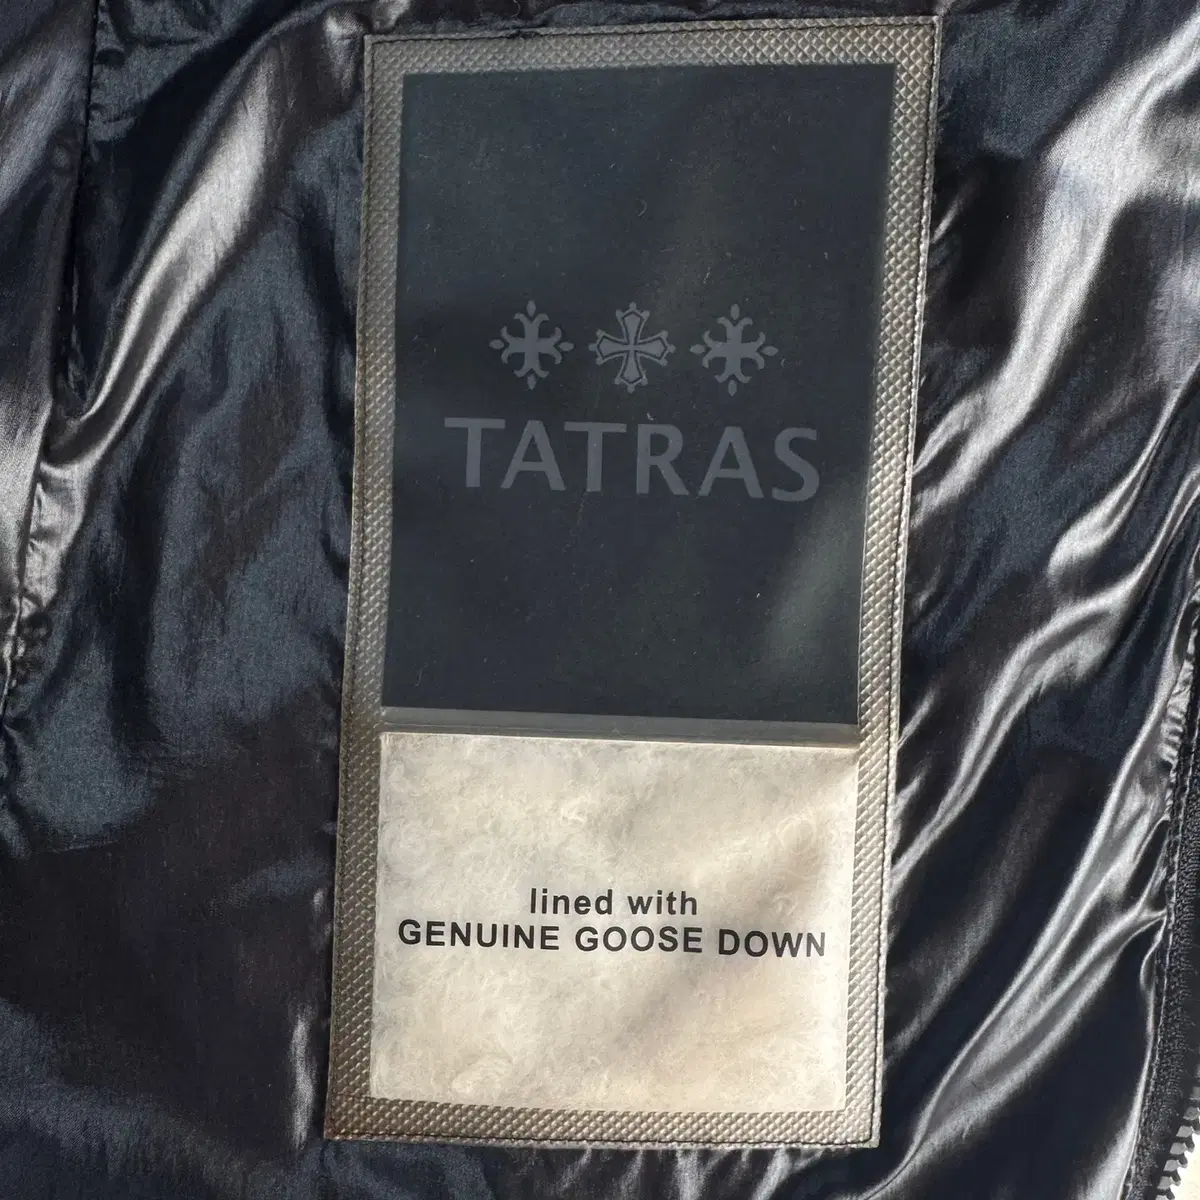 TATRAS
lined with
GENUINE GOOSE DOWN